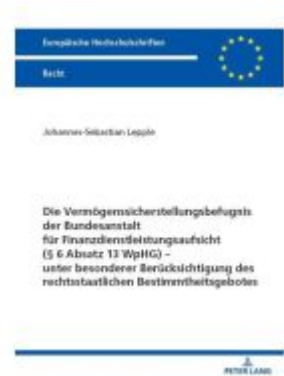 Europäische Hochschulschriften
Recht
Johannes-Sebastian Lepple
Die Vermögenssicherstellungsbefugnis
der Bundesanstalt
für Finanzdienstleistungsaufsicht
(§ 6 Absatz 13 WpHG) –
unter besonderer Berücksichtigung des
rechtsstaatlichen Bestimmtheitsgebotes
PETER LANG